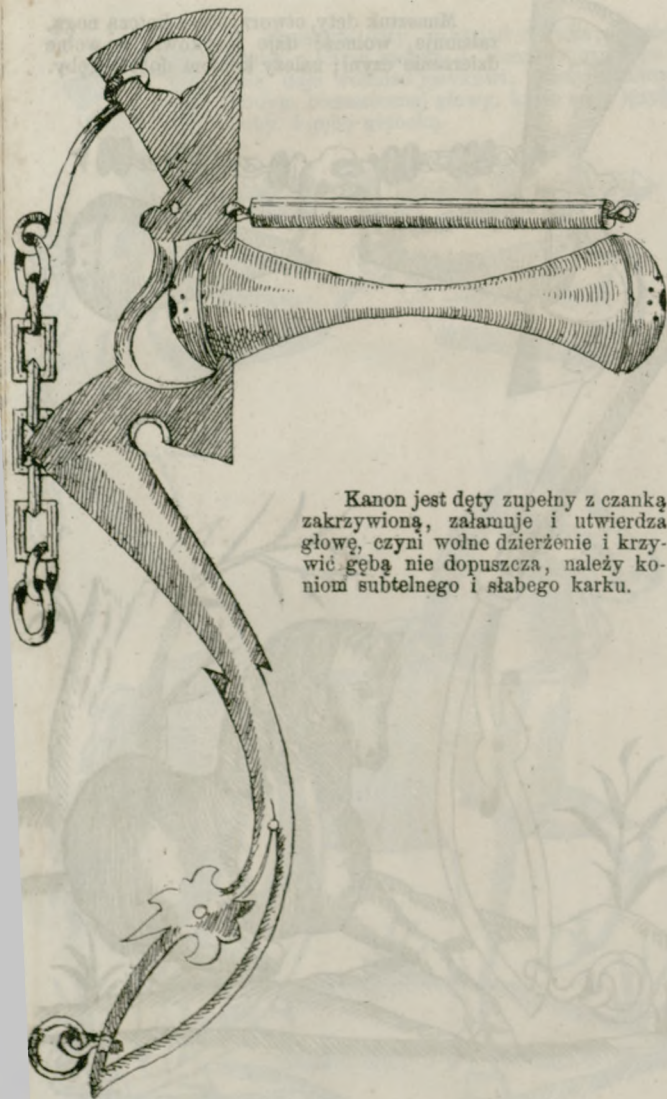 Kanon jest dęty zupełny z czanką
zakrzywioną, załamuje i utwierdza
głowę, czyni wolne dzierżenie i krzy-
wić gębą nie dopuszcza, należy ko-
niom subtelnego i słabego karku.